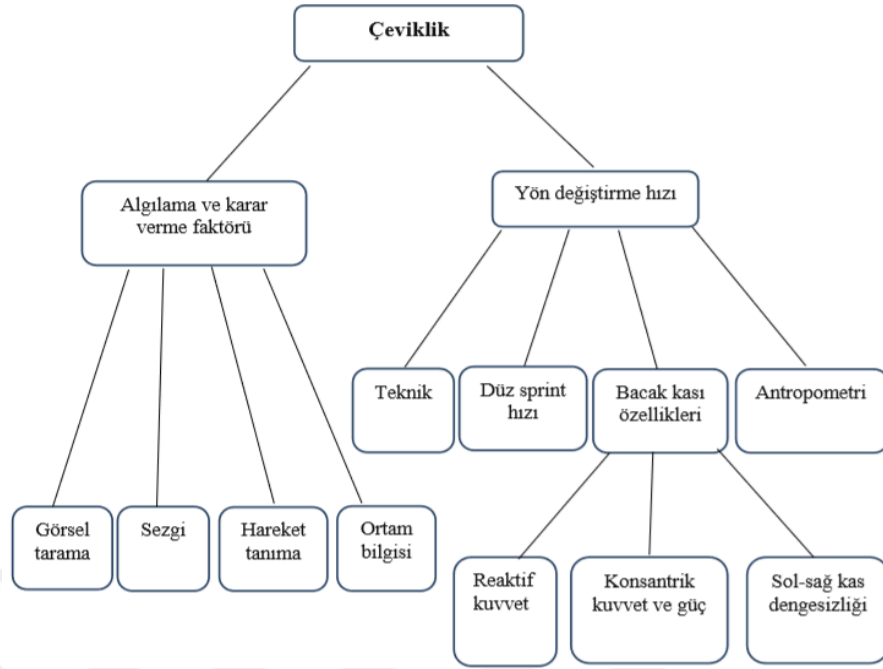 Çeviklik
Algılama ve karar
verme faktörü
Yön değiştirme hızı
Teknik
Düz sprint
hızı
Bacak kası
özellikleri
Antropometri
Görsel
tarama
Sezgi
Hareket
tanıma
Ortam
bilgisi
Reaktif
kuvvet
Konsantrik
kuvvet ve güç
Sol-sağ kas
dengesizliği